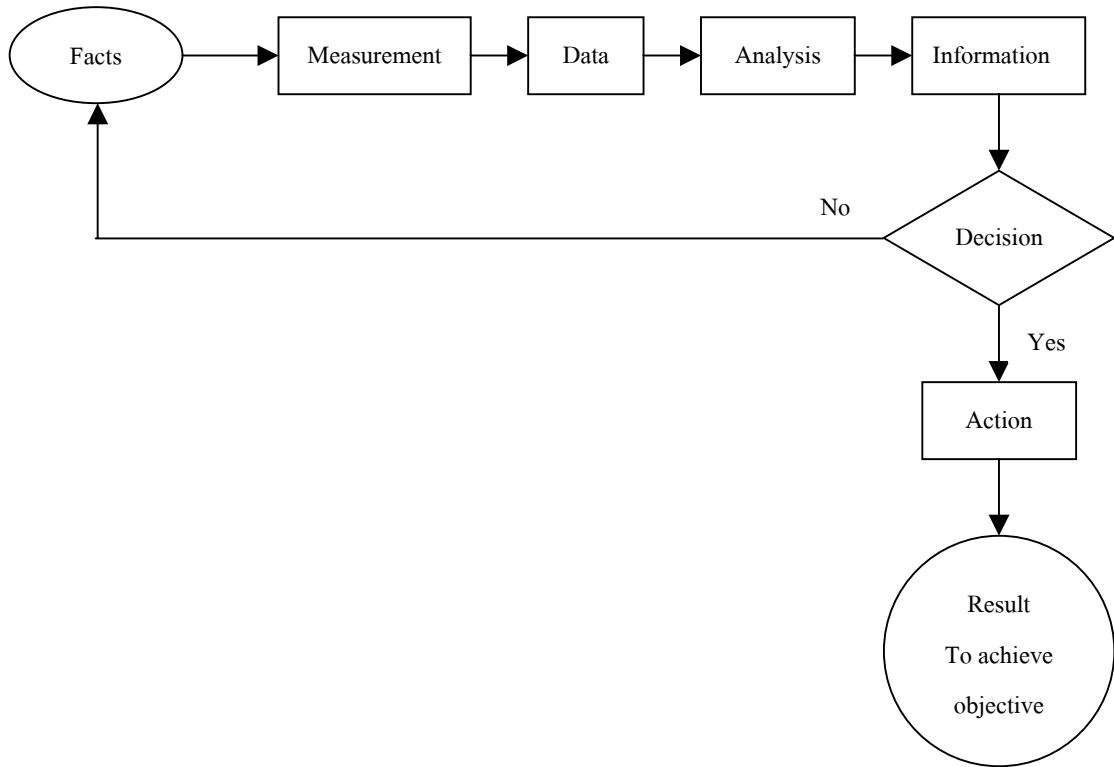 Facts
Measurement
Data
Analysis
Information
No
Decision
Yes
Action
Result
To achieve
objective